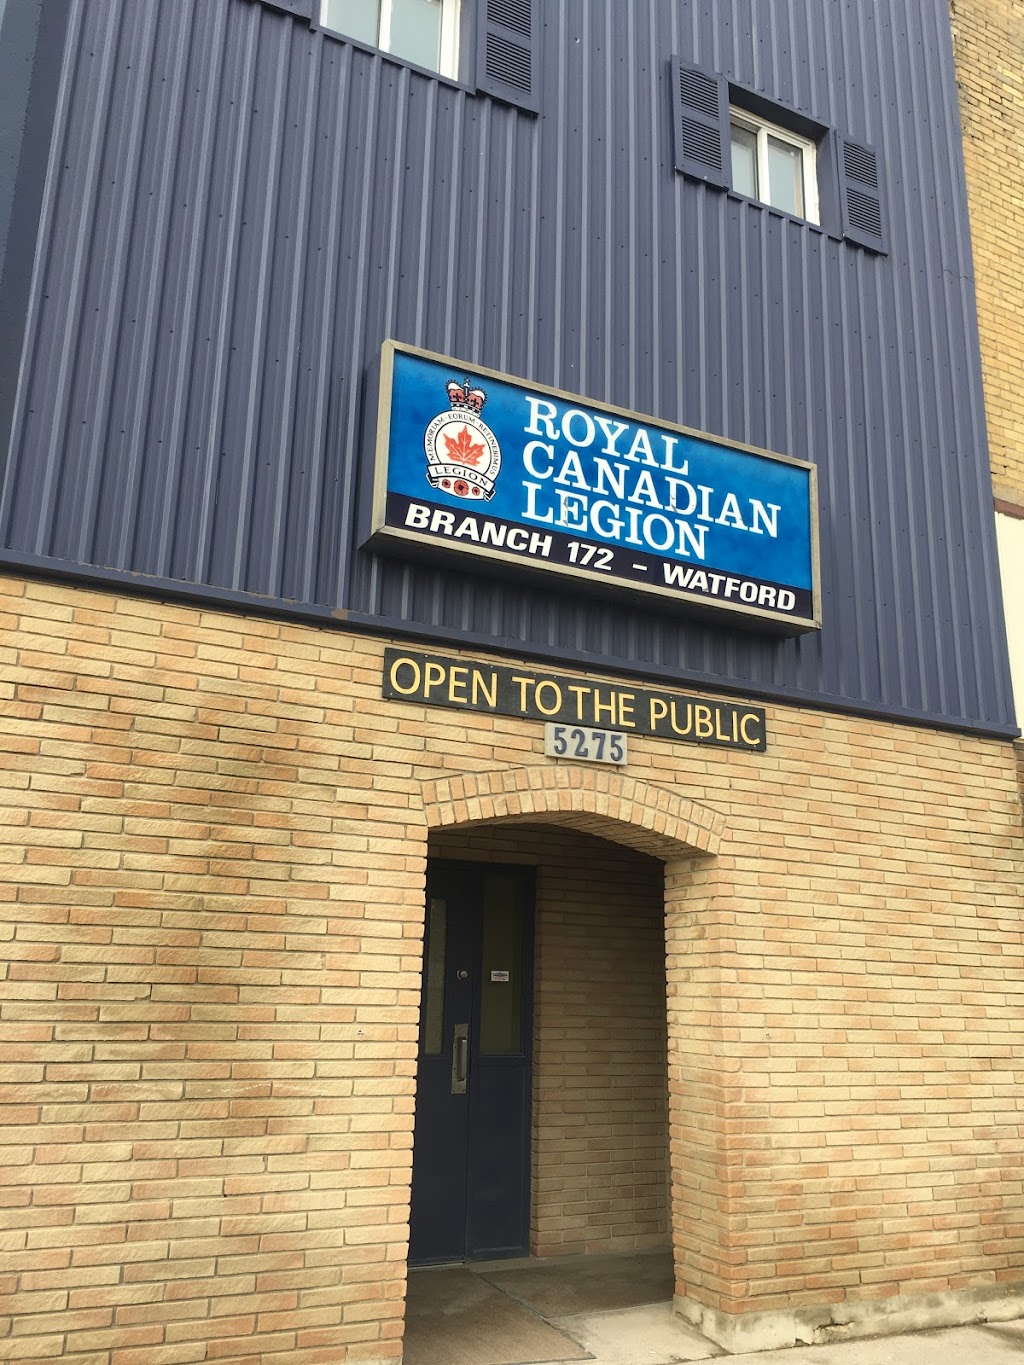 MEMORIAM EORUM RETINEBIMUS
LEGION
ROYAL
CANADIAN
LEGION
BRANCH 172 - WATFORD
OPEN TO THE PUBLIC
5275